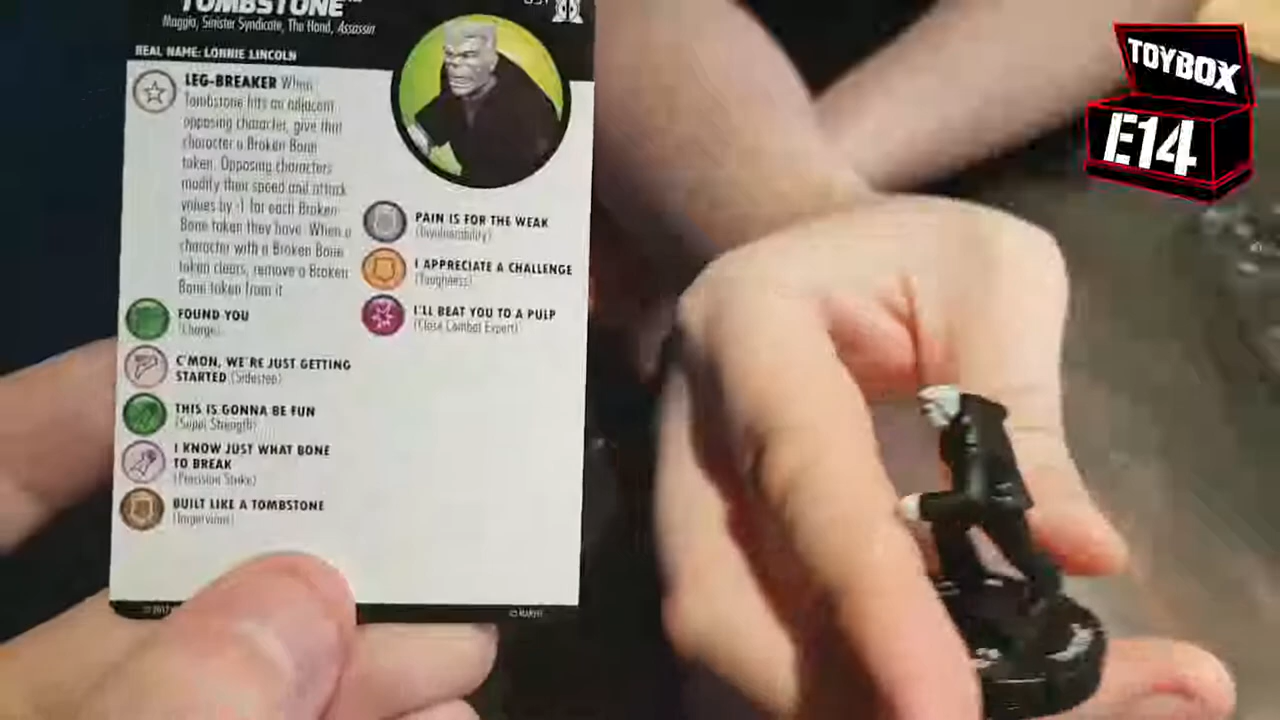 TOMBSTONE
Maggia, Sinister Syndicate, The Hand, Assassin
REAL NAME: LONNIE LINCOLN
LEG-BREAKER When
Tombstone hits an adjacent
opposing character, give that
character a Broken Bone
token. Opposing characters
modify their speed and attack
values by -1 for each Broken
Bone token they have. When a
character with a Broken Bone
token clears, remove a Broken
Bone token from it.
FOUND YOU
(Charge)
C'MON, WE'RE JUST GETTING
STARTED (Sidestep)
THIS IS GONNA BE FUN
(Super Strength)
I KNOW JUST WHAT BONE
TO BREAK
(Precision Strike)
BUILT LIKE A TOMBSTONE
(Impervious)
PAIN IS FOR THE WEAK
(Invulnerability)
I APPRECIATE A CHALLENGE
(Toughness)
I'LL BEAT YOU TO A PULP
(Close Combat Expert)
© 2017
© MARVEL
TOYBOX
E14